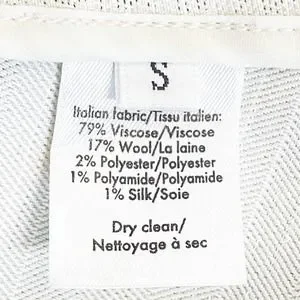 S
Italian fabric/Tissu italien:
79% Viscose/Viscose
17% Wool/La laine
2% Polyester/Polyester
1% Polyamide/Polyamide
1% Silk/Soie
Dry clean/
Nettoyage à sec